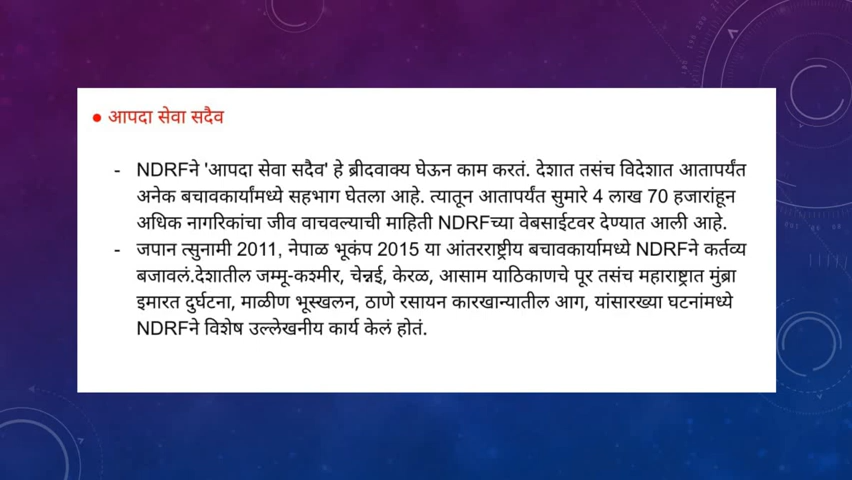 ● आपदा सेवा सदैव
- NDRFने 'आपदा सेवा सदैव' हे ब्रीदवाक्य घेऊन काम करतं. देशात तसंच विदेशात आतापर्यंत
अनेक बचावकार्यांमध्ये सहभाग घेतला आहे. त्यातून आतापर्यंत सुमारे 4 लाख 70 हजारांहून
अधिक नागरिकांचा जीव वाचवल्याची माहिती NDRFच्या वेबसाईटवर देण्यात आली आहे.
- जपान त्सुनामी 2011, नेपाळ भूकंप 2015 या आंतरराष्ट्रीय बचावकार्यामध्ये NDRFने कर्तव्य
बजावलं.देशातील जम्मू-कश्मीर, चेन्नई, केरळ, आसाम याठिकाणचे पूर तसंच महाराष्ट्रात मुंब्रा
इमारत दुर्घटना, माळीण भूस्खलन, ठाणे रसायन कारखान्यातील आग, यांसारख्या घटनांमध्ये
NDRFने विशेष उल्लेखनीय कार्य केलं होतं.